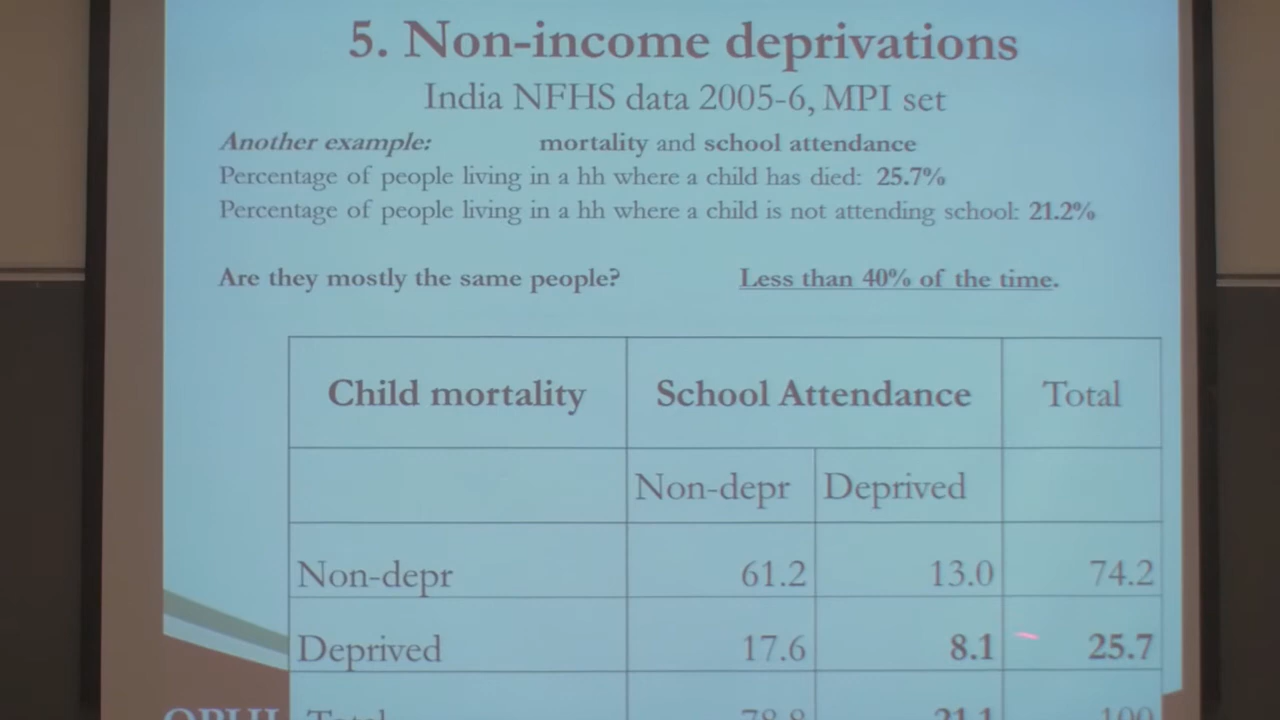 5. Non-income deprivations
India NFHS data 2005-6, MPI set
Another example: mortality and school attendance
Percentage of people living in a hh where a child has died: 25.7%
Percentage of people living in a hh where a child is not attending school: 21.2%
Are they mostly the same people? Less than 40% of the time.
Child mortality School Attendance Total
Non-depr Deprived
Non-depr 61.2 13.0 74.2
Deprived 17.6 8.1 25.7
OPHI Total 78.8 21.1 100